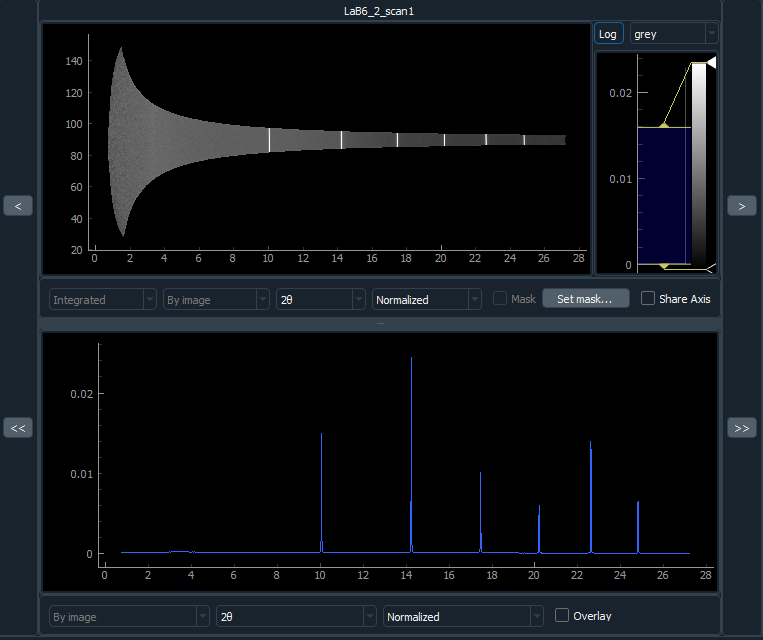 LaB6_2_scan1
Log grey
140
120
100
80
60
40
20
0 2 4 6 8 10 12 14 16 18 20 22 24 26 28
0.02
0.01
0
< >
Integrated By image 2θ Normalized Mask Set mask... Share Axis
0.02
0.01
0
<< >>
0 2 4 6 8 10 12 14 16 18 20 22 24 26 28
By image 2θ Normalized Overlay